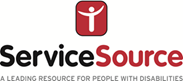 ServiceSource
A LEADING RESOURCE FOR PEOPLE WITH DISABILITIES